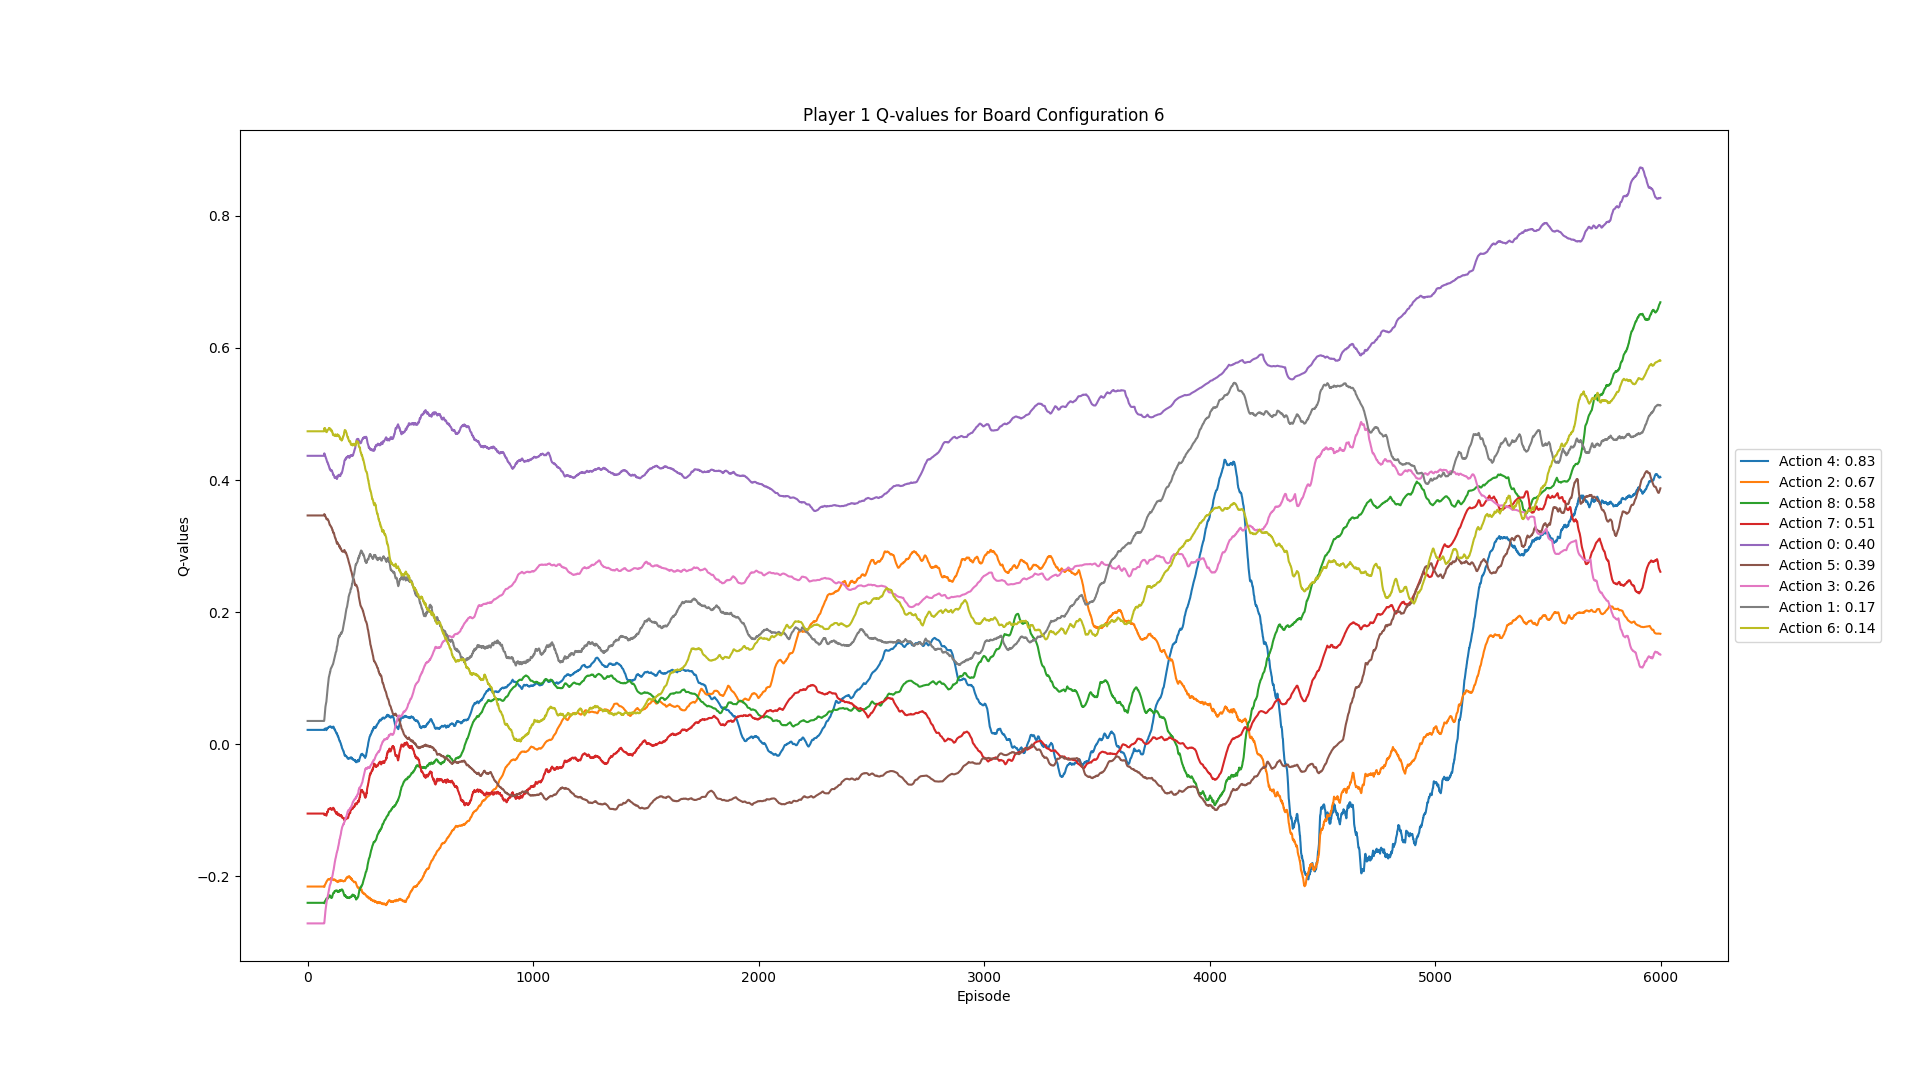 Player 1 Q-values for Board Configuration 6
Q-values
0.8
0.6
0.4
0.2
0.0
−0.2
0
1000
2000
3000
4000
5000
6000
Episode
Action 4: 0.83
Action 2: 0.67
Action 8: 0.58
Action 7: 0.51
Action 0: 0.40
Action 5: 0.39
Action 3: 0.26
Action 1: 0.17
Action 6: 0.14